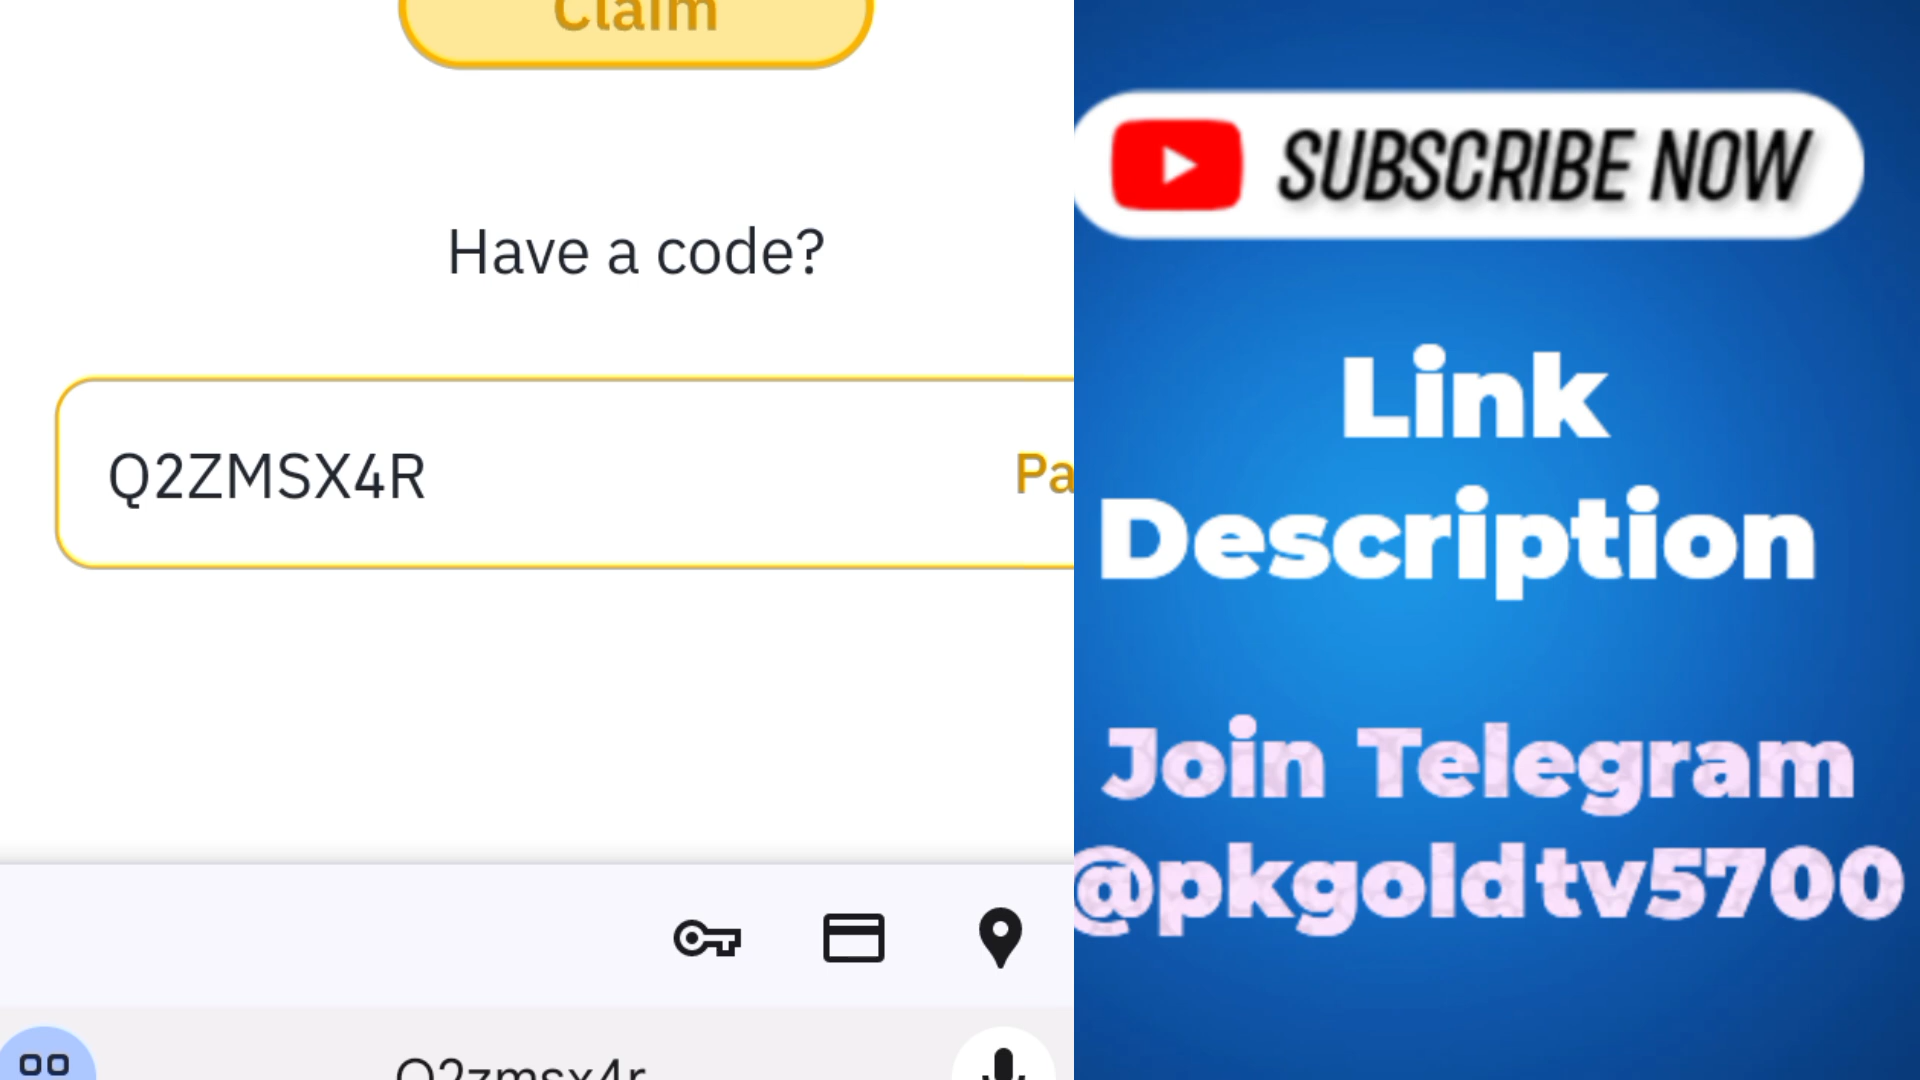 Claim
Have a code?
Q2ZMSX4R
Pa
Q2zmsx4r
SUBSCRIBE NOW
Link
Description
Join Telegram
@pkgoldtv5700